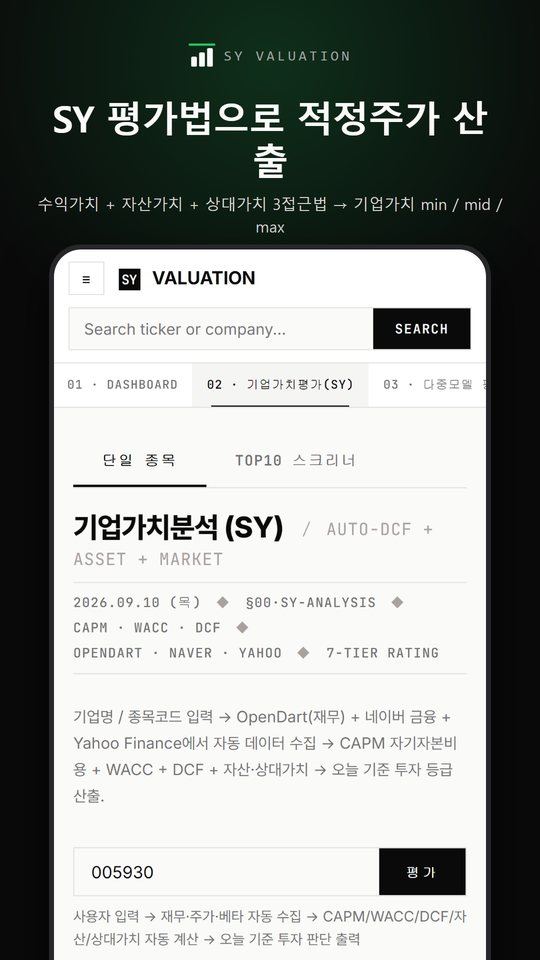 SY VALUATION
SY 평가법으로 적정주가 산
출
수익가치 + 자산가치 + 상대가치 3접근법 → 기업가치 min / mid /
max
≡ SY VALUATION
Search ticker or company... SEARCH
01 · DASHBOARD 02 · 기업가치평가(SY) 03 · 다중모델
단일 종목 TOP10 스크리너
기업가치분석 (SY) / AUTO-DCF +
ASSET + MARKET
2026.09.10 (목) ◆ §00·SY-ANALYSIS ◆
CAPM · WACC · DCF ◆
OPENDART · NAVER · YAHOO ◆ 7-TIER RATING
기업명 / 종목코드 입력 → OpenDart(재무) + 네이버 금융 +
Yahoo Finance에서 자동 데이터 수집 → CAPM 자기자본비
용 + WACC + DCF + 자산·상대가치 → 오늘 기준 투자 등급
산출.
005930 평가
사용자 입력 → 재무·주가·베타 자동 수집 → CAPM/WACC/DCF/자
산/상대가치 자동 계산 → 오늘 기준 투자 판단 출력